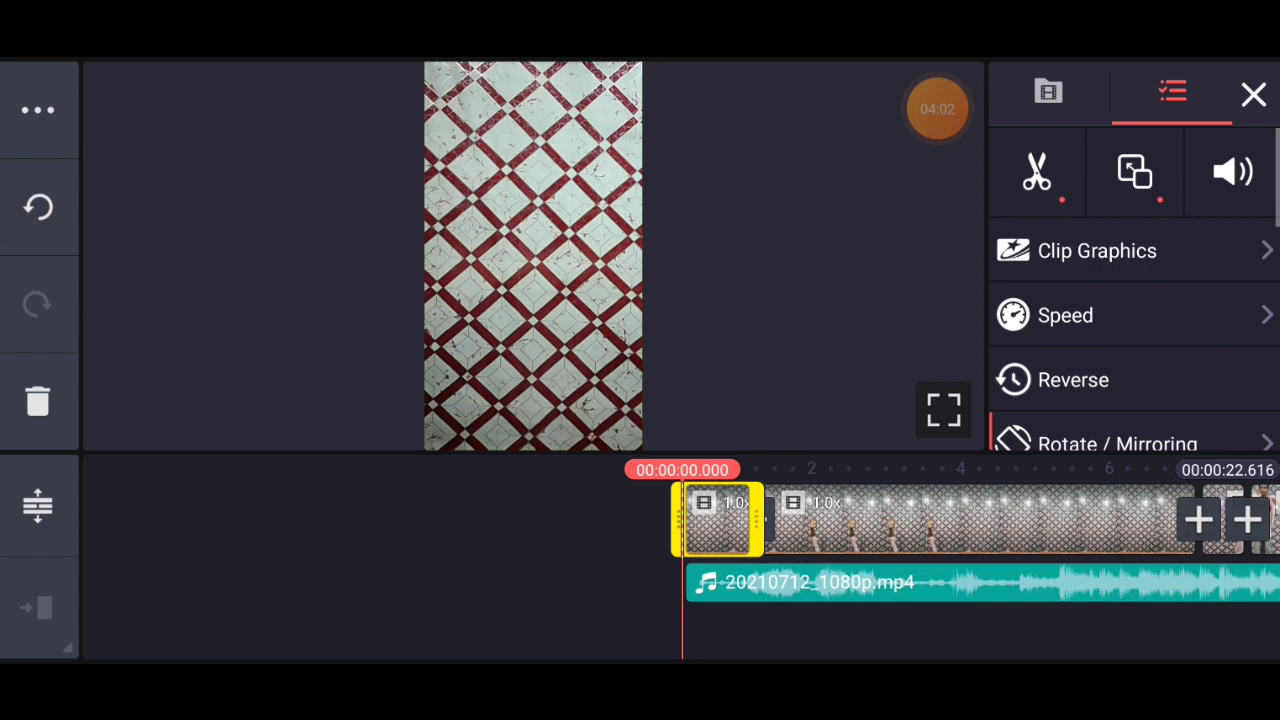 04:02
Clip Graphics
Speed
Reverse
Rotate / Mirroring
00:00:00.000
2
4
6
00:00:22.616
1.0x
1.0x
20210712_1080p.mp4